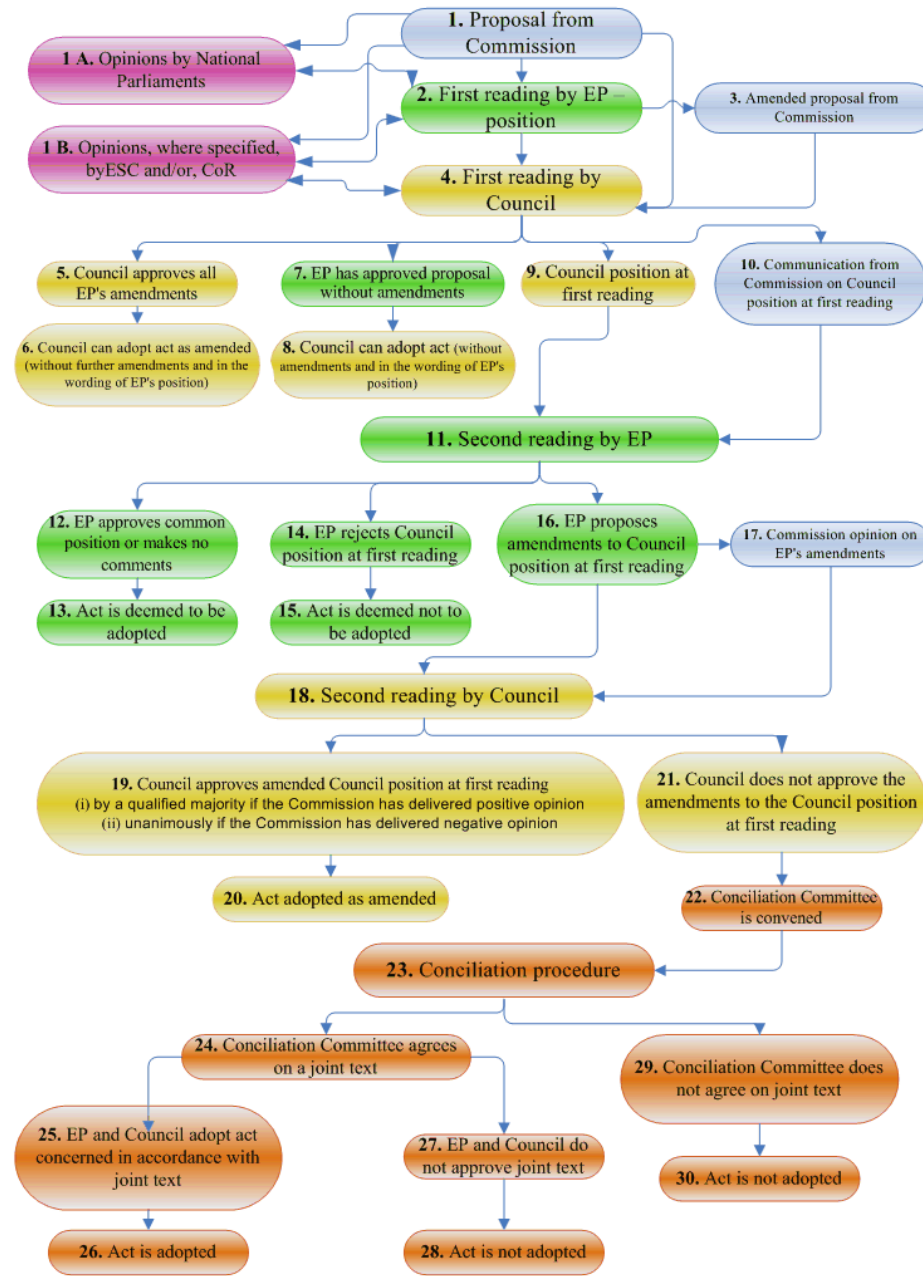 1. Proposal from
Commission
1 A. Opinions by National
Parliaments
2. First reading by EP –
position
3. Amended proposal from
Commission
1 B. Opinions, where specified,
byESC and/or, CoR
4. First reading by
Council
5. Council approves all
EP's amendments
7. EP has approved proposal
without amendments
9. Council position at
first reading
10. Communication from
Commission on Council
position at first reading
6. Council can adopt act as amended
(without further amendments and in the
wording of EP's position)
8. Council can adopt act (without
amendments and in the wording of EP's
position)
11. Second reading by EP
12. EP approves common
position or makes no
comments
14. EP rejects Council
position at first reading
16. EP proposes
amendments to Council
position at first reading
17. Commission opinion on
EP's amendments
13. Act is deemed to be
adopted
15. Act is deemed not to
be adopted
18. Second reading by Council
19. Council approves amended Council position at first reading
(i) by a qualified majority if the Commission has delivered positive opinion
(ii) unanimously if the Commission has delivered negative opinion
21. Council does not approve the
amendments to the Council position
at first reading
20. Act adopted as amended
22. Conciliation Committee
is convened
23. Conciliation procedure
24. Conciliation Committee agrees
on a joint text
29. Conciliation Committee does
not agree on joint text
25. EP and Council adopt act
concerned in accordance with
joint text
27. EP and Council do
not approve joint text
30. Act is not adopted
26. Act is adopted
28. Act is not adopted